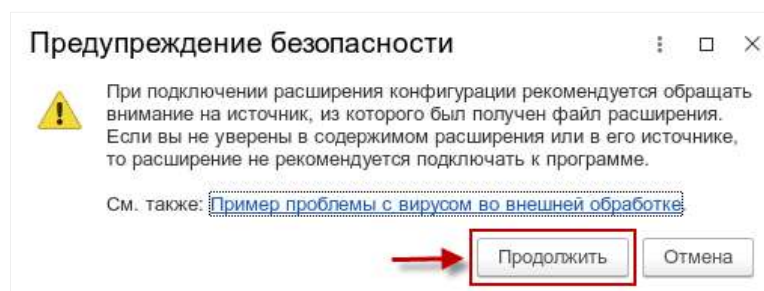 Предупреждение безопасности
При подключении расширения конфигурации рекомендуется обращать
внимание на источник, из которого был получен файл расширения.
Если вы не уверены в содержимом расширения или в его источнике,
то расширение не рекомендуется подключать к программе.
См. также: Пример проблемы с вирусом во внешней обработке.
Продолжить Отмена